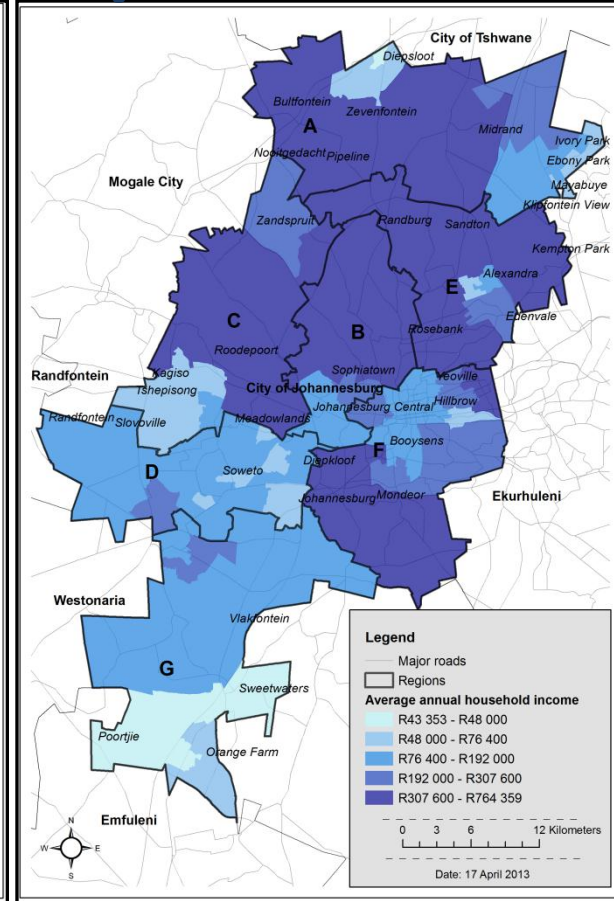 City of Tshwane
Diepsloot
Bultfontein
Zevenfontein
A
Midrand
Ivory Park
Nooitgedacht
Pipeline
Ebony Park
Mayabuye
Mogale City
Klipfontein View
Zandspruit
Randburg
Sandton
Kempton Park
Alexandra
E
C
Edenvale
B
Rosebank
Roodepoort
Sophiatown
Randfontein
Kagiso
City of Johannesburg
Yeoville
Tshepisong
Hillbrow
Randfontein
Slovoville
Meadowlands
Johannesburg Central
Booysens
F
Diepkloof
D
Soweto
Johannesburg
Mondeor
Ekurhuleni
Westonaria
Vlakfontein
G
Sweetwaters
Poortjie
Orange Farm
Emfuleni
N
W
E
S
Legend
Major roads
Regions
Average annual household income
R43 353 - R48 000
R48 000 - R76 400
R76 400 - R192 000
R192 000 - R307 600
R307 600 - R764 359
0 3 6 12 Kilometers
Date: 17 April 2013